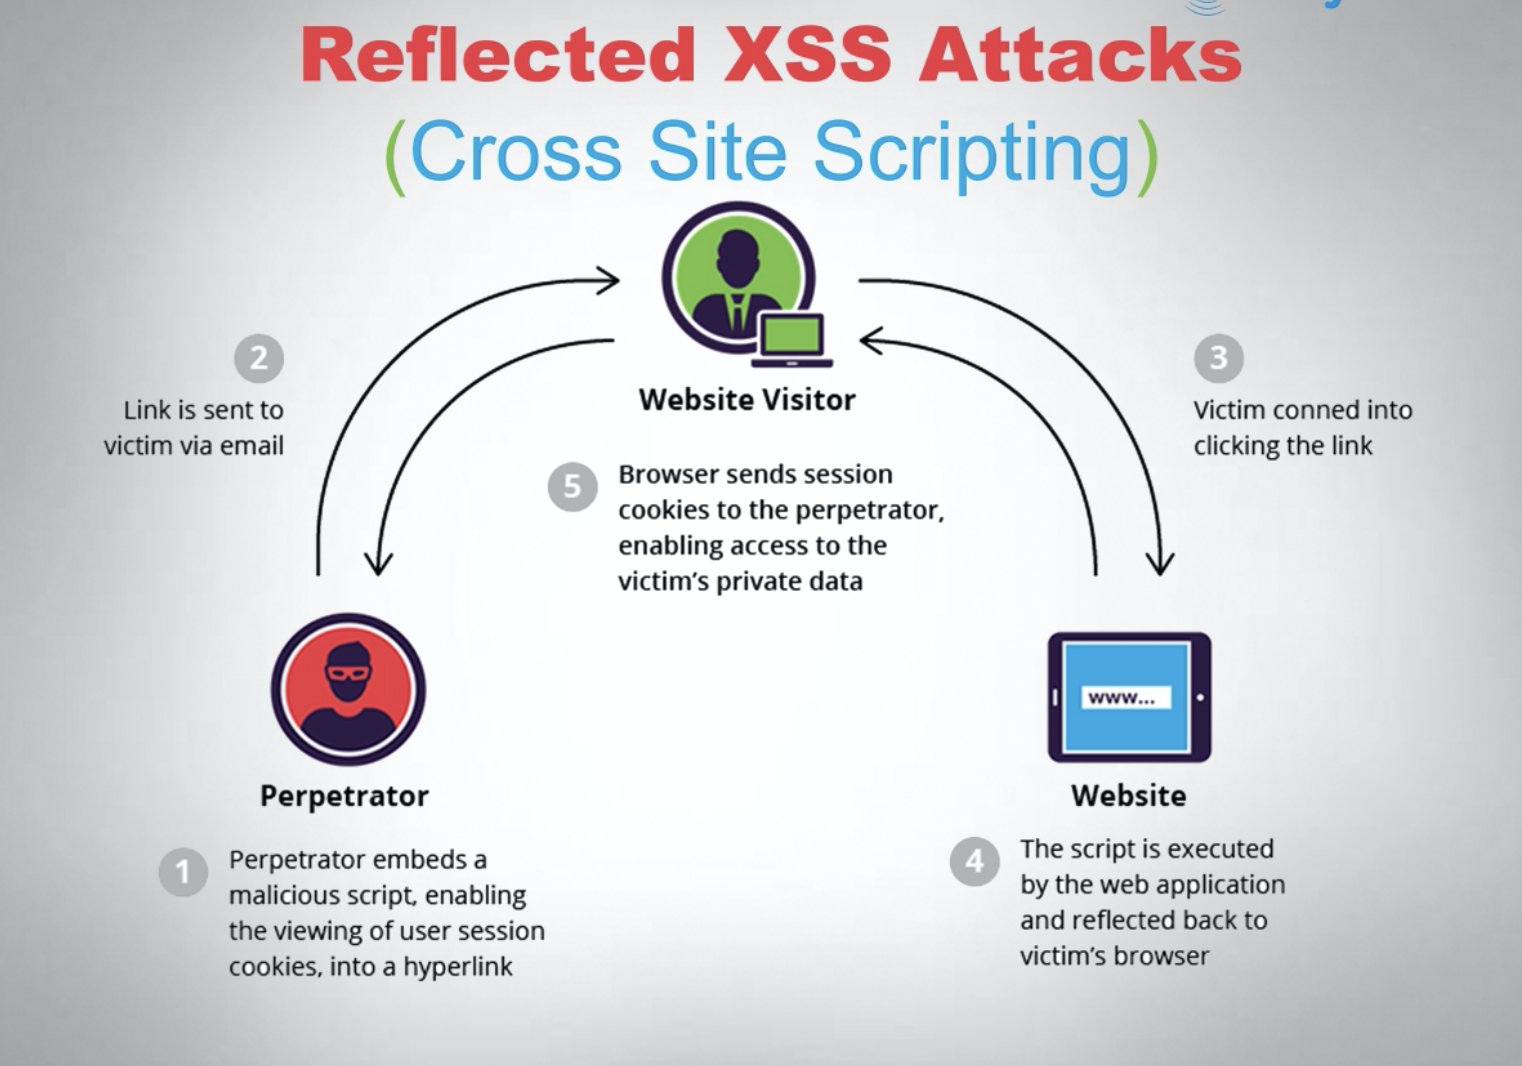 Reflected XSS Attacks
(Cross Site Scripting)
2
Link is sent to
victim via email
Website Visitor
3
Victim conned into
clicking the link
5
Browser sends session
cookies to the perpetrator,
enabling access to the
victim's private data
Perpetrator
1
Perpetrator embeds a
malicious script, enabling
the viewing of user session
cookies, into a hyperlink
www...
Website
4
The script is executed
by the web application
and reflected back to
victim's browser